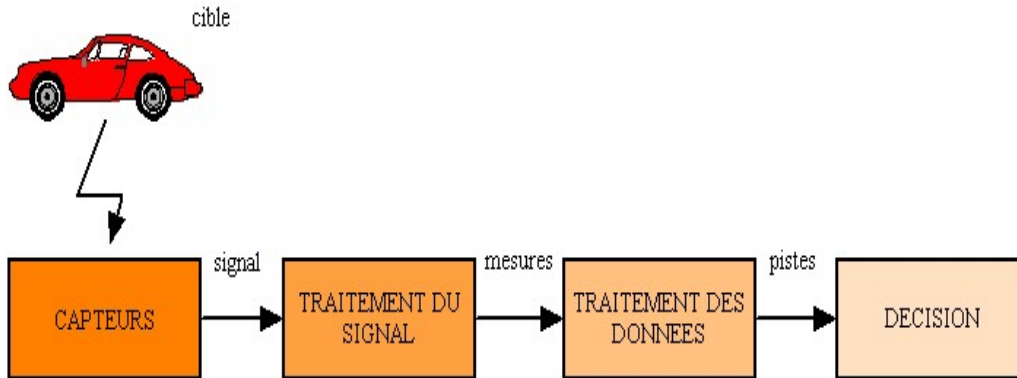 cible
signal
mesures
pistes
CAPTEURS
TRAITEMENT DU
SIGNAL
TRAITEMENT DES
DONNEES
DECISION